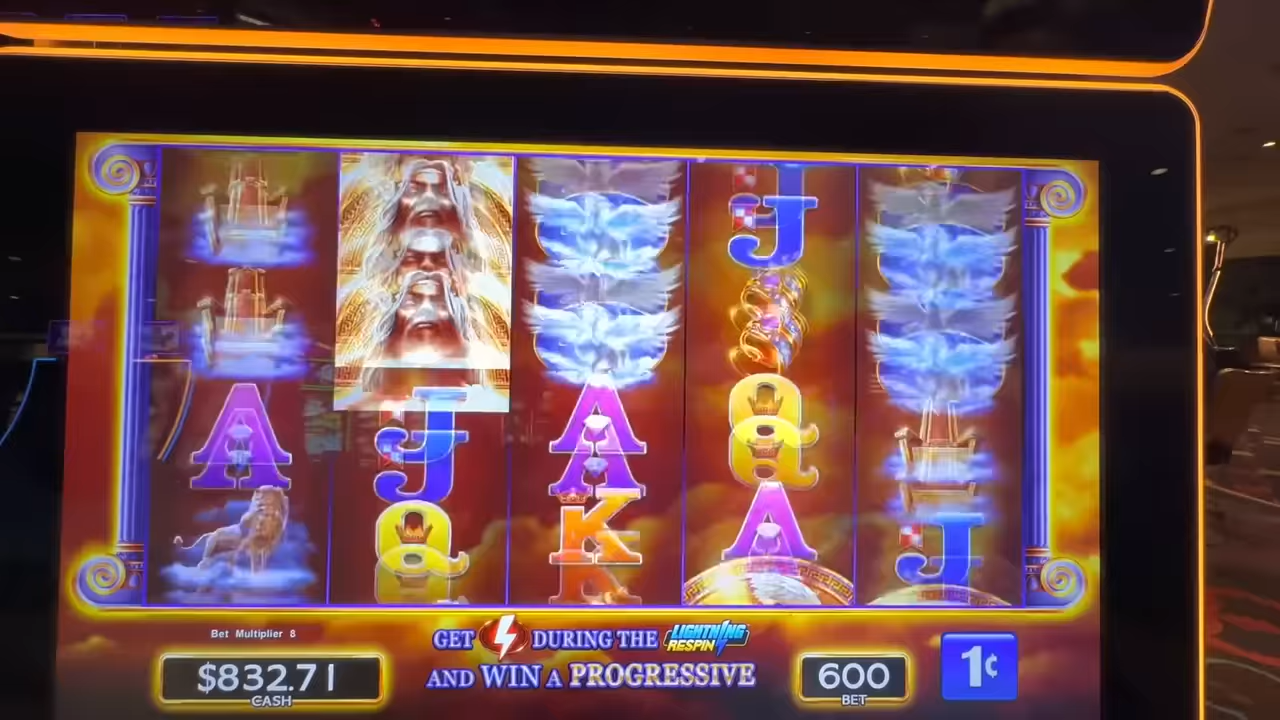 J
J
Q
A
A
J
A
Q
A
K
Q
K
J
Bet Multiplier 8
GET DURING THE LIGHTNING RESPIN
AND WIN A PROGRESSIVE
$832.71
CASH
600
BET
1¢